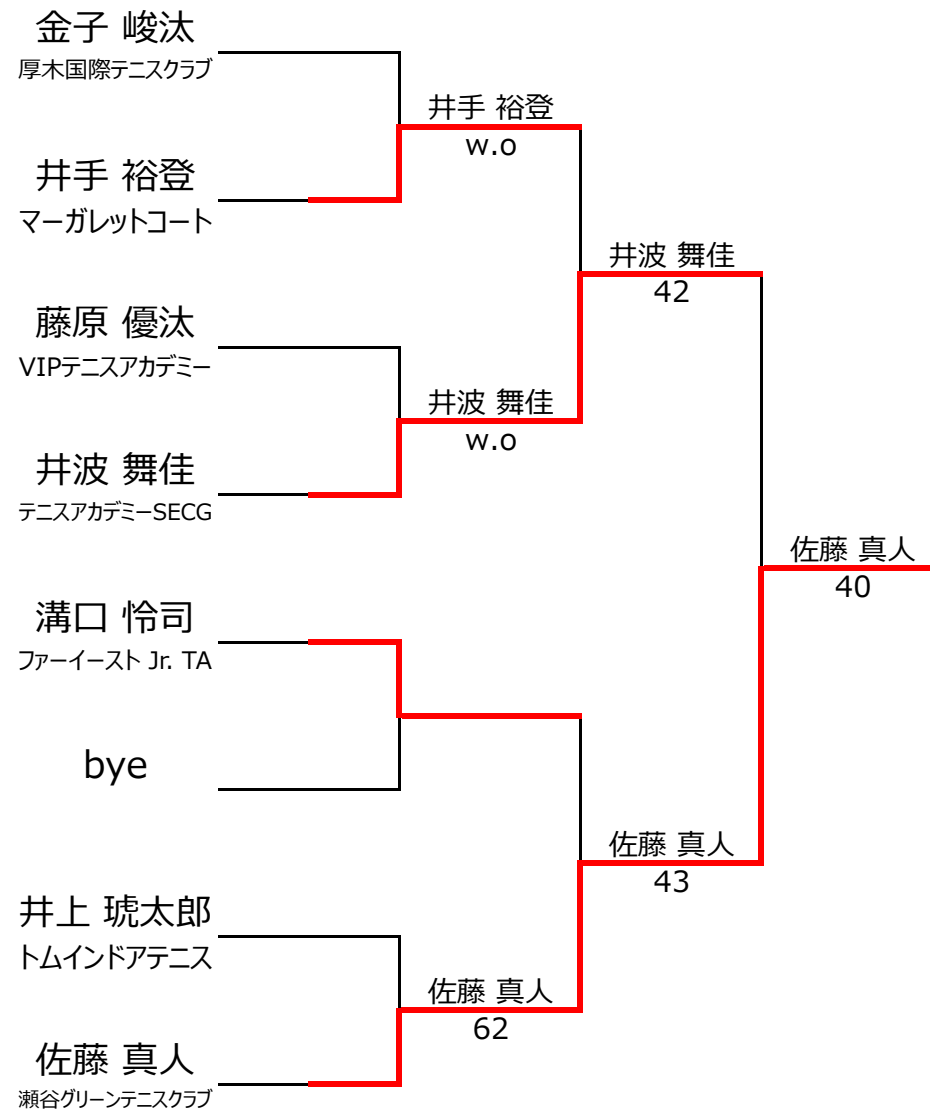 金子 峻汰
厚木国際テニスクラブ
井手 裕登
w.o
井手 裕登
マーガレットコート
井波 舞佳
42
藤原 優汰
VIPテニスアカデミー
井波 舞佳
w.o
井波 舞佳
テニスアカデミーSECG
佐藤 真人
40
溝口 怜司
ファーイースト Jr. TA
bye
佐藤 真人
43
井上 琥太郎
トムインドアテニス
佐藤 真人
62
佐藤 真人
瀬谷グリーンテニスクラブ